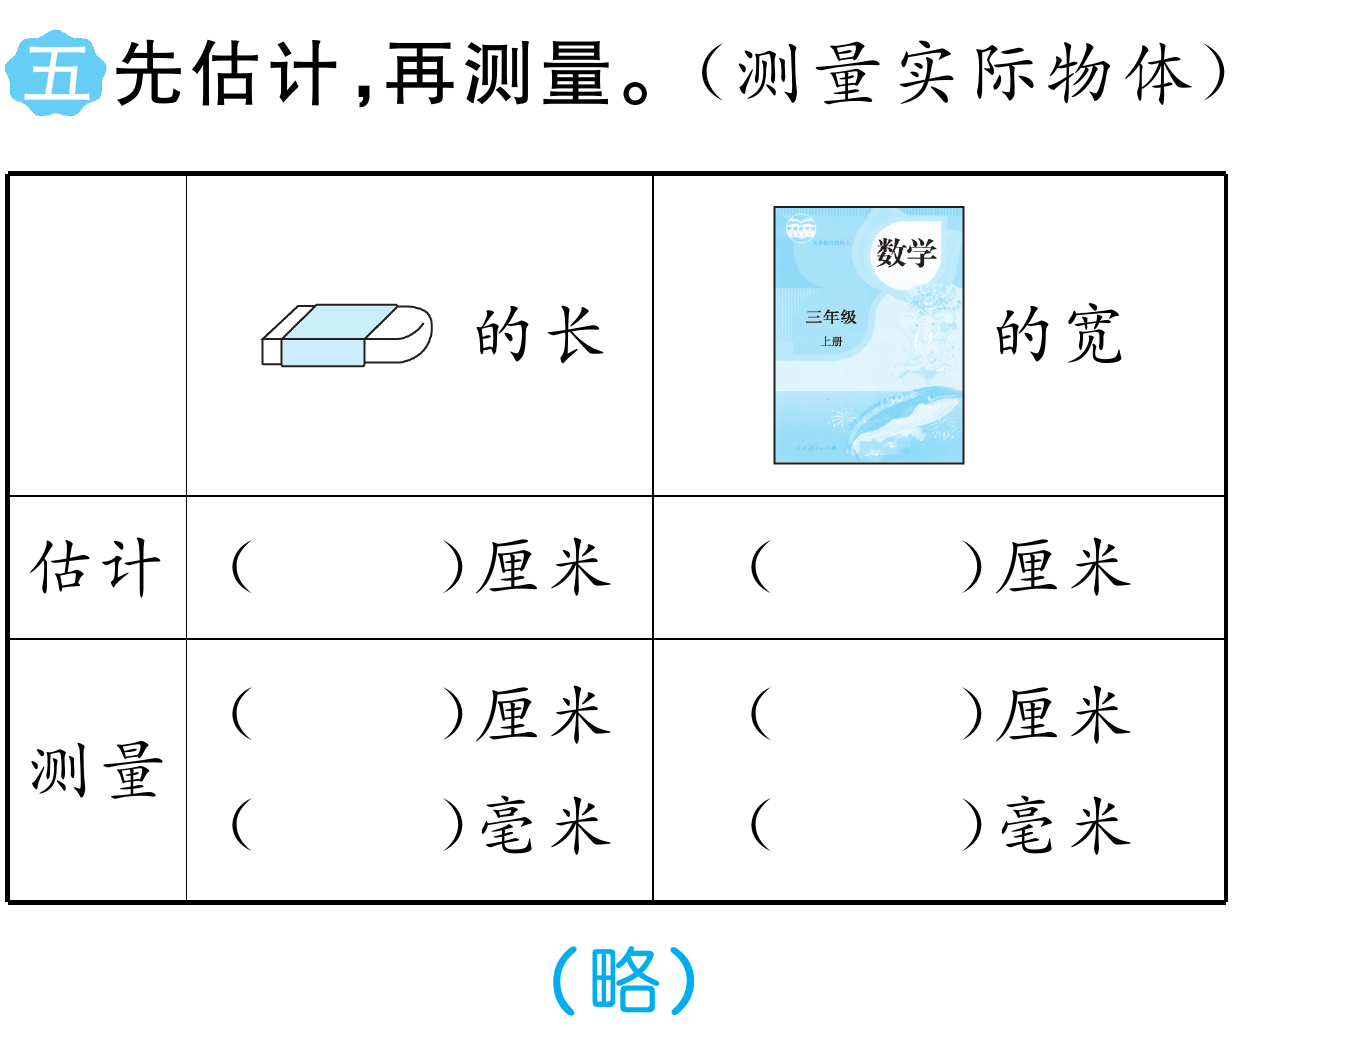 五 先估计,再测量。(测量实际物体)
数学
三年级
上册
的长
的宽
估计 ( )厘米 ( )厘米
测量 ( )厘米 ( )厘米
( )毫米 ( )毫米
(略)